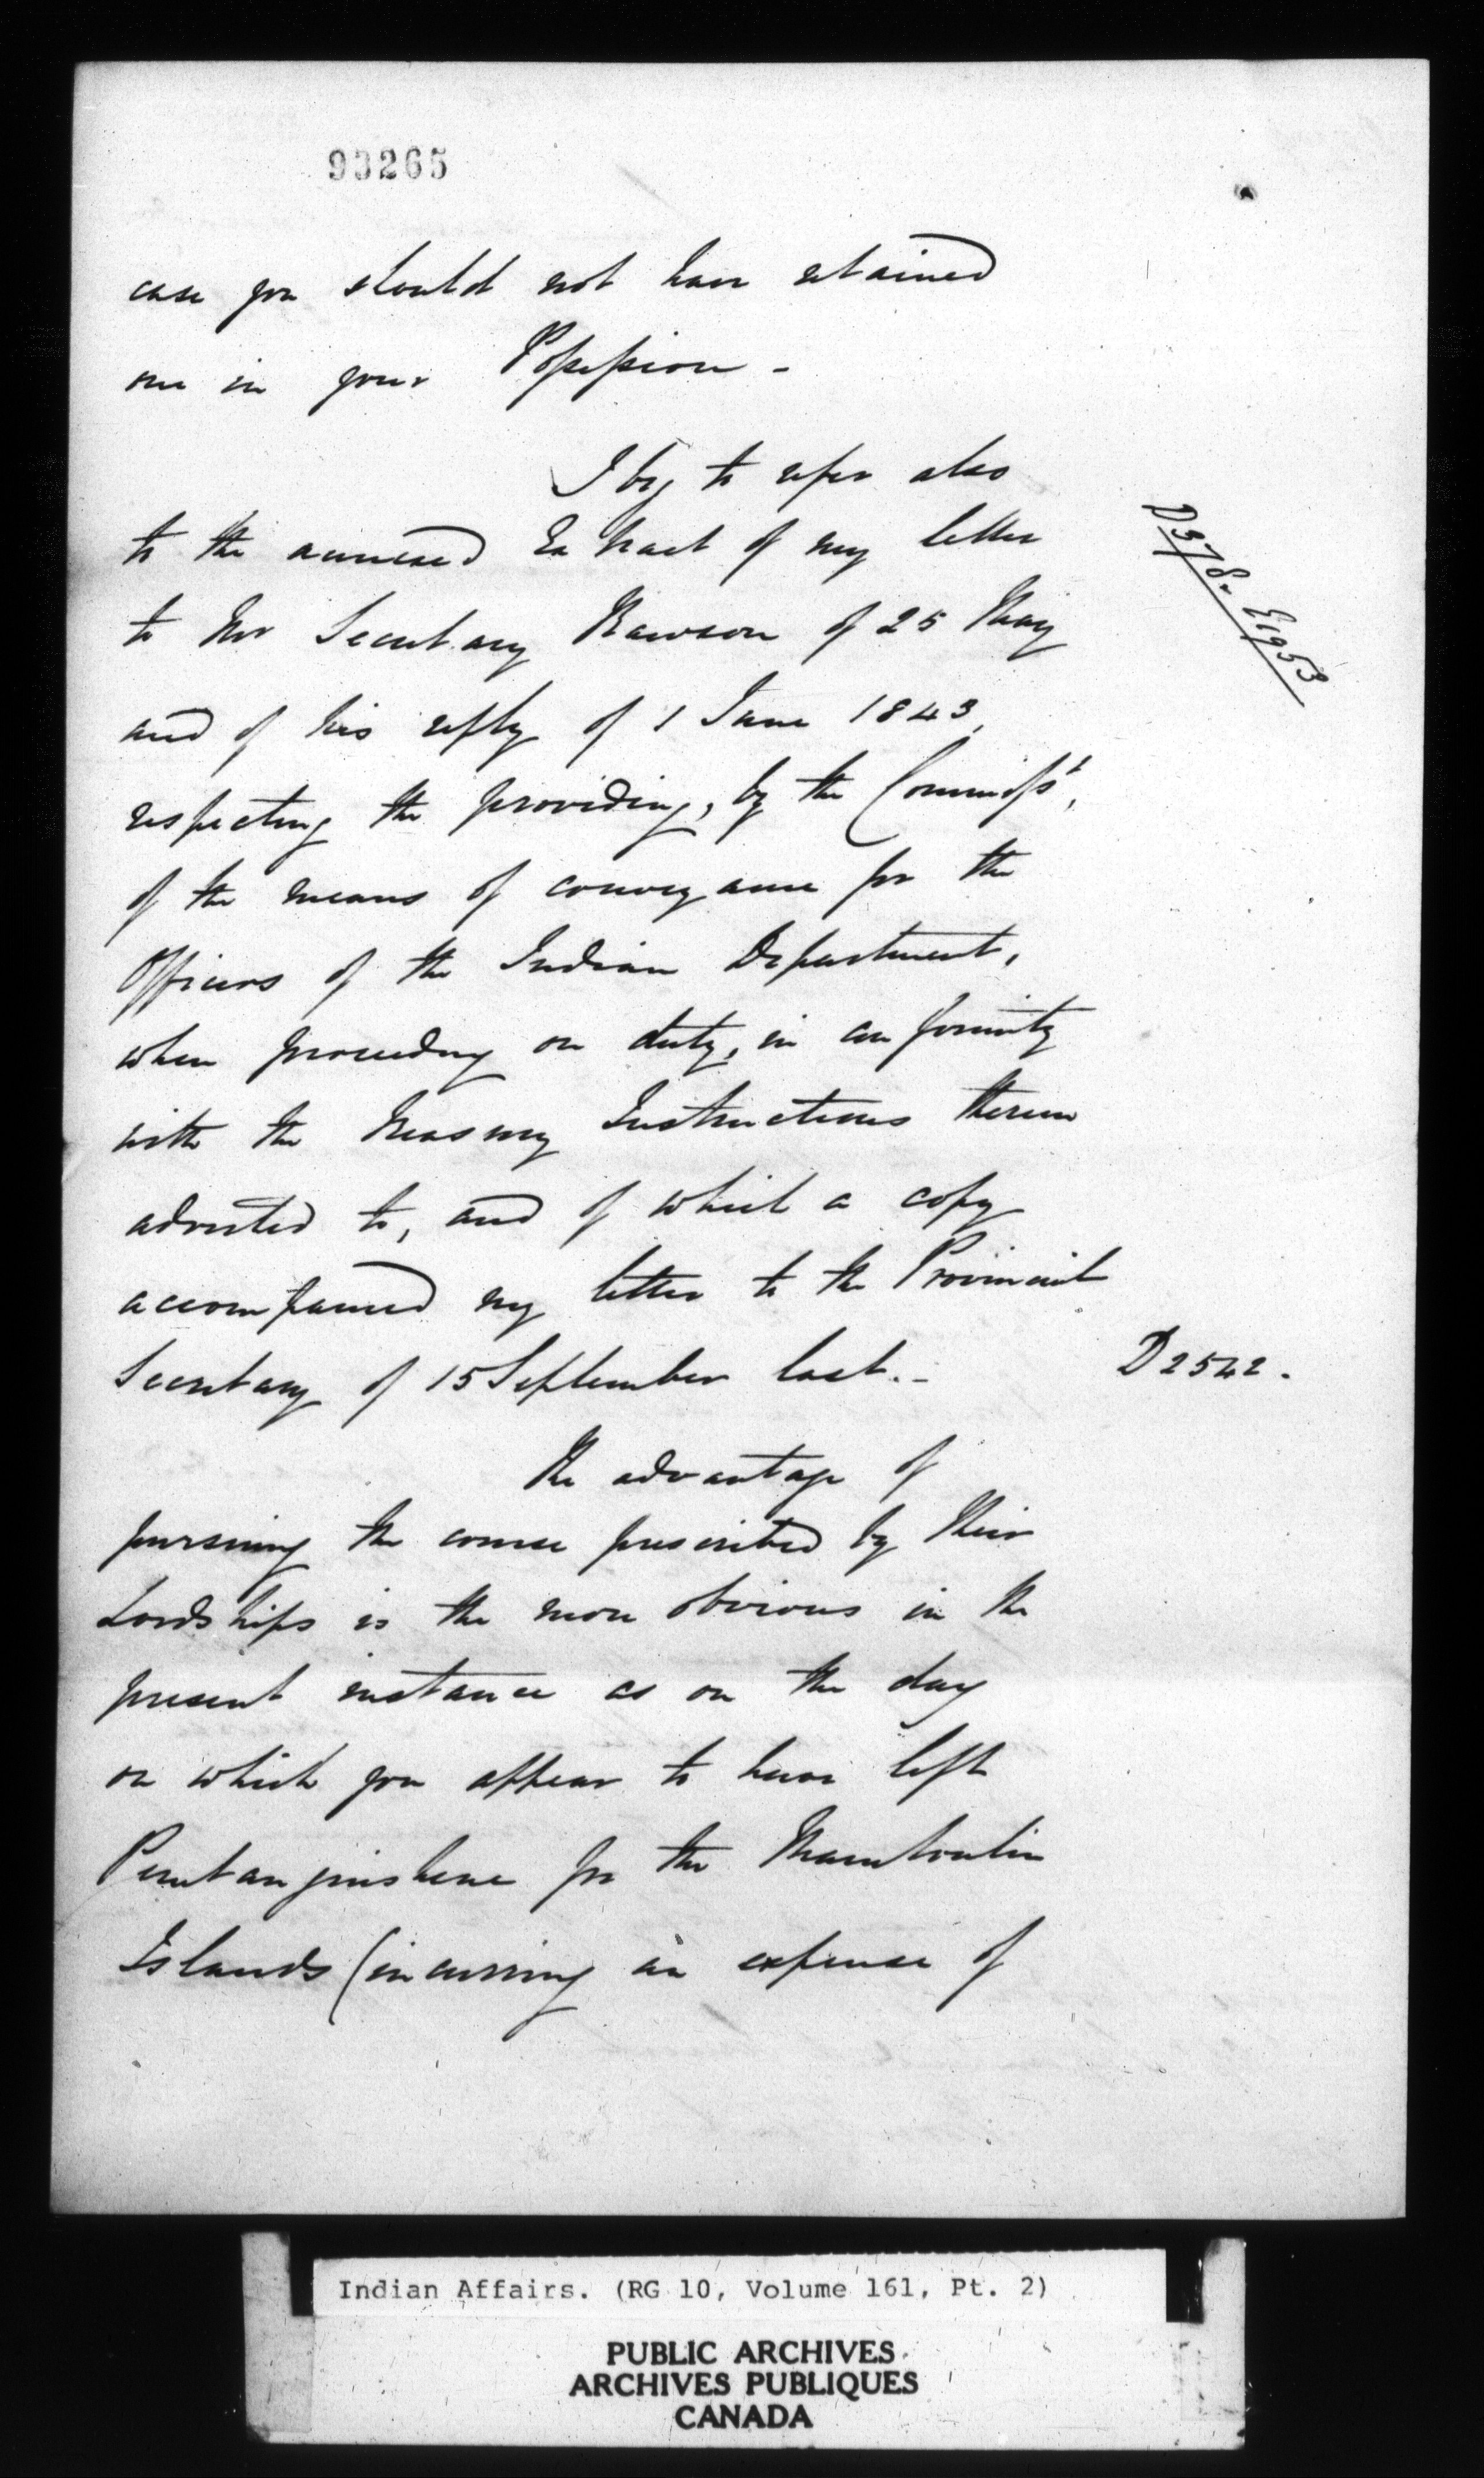 93265
case you should not have retained
one in your Possession -
I beg to refer also
to the annexed Extract of my letter
to Mr Secretary Rawson of 25 May
and of his reply of 1 June 1843,
respecting the providing, by the Commisst,
of the means of conveyance for the
Officers of the Indian Department,
when proceeding on duty, in conformity
with the Treasury Instructions therein
adverted to, and of which a copy
accompanied my letter to the Provincial
Secretary of 15 September last. -
D 2542.
The advantage of
pursuing the course prescribed by their
Lordships is the more obvious in the
present instance as on the day
on which you appear to have left
Penetanguishene for the Manitoulin
Islands (incurring an expense of
Indian Affairs. (RG 10, Volume 161, Pt. 2)
PUBLIC ARCHIVES
ARCHIVES PUBLIQUES
CANADA